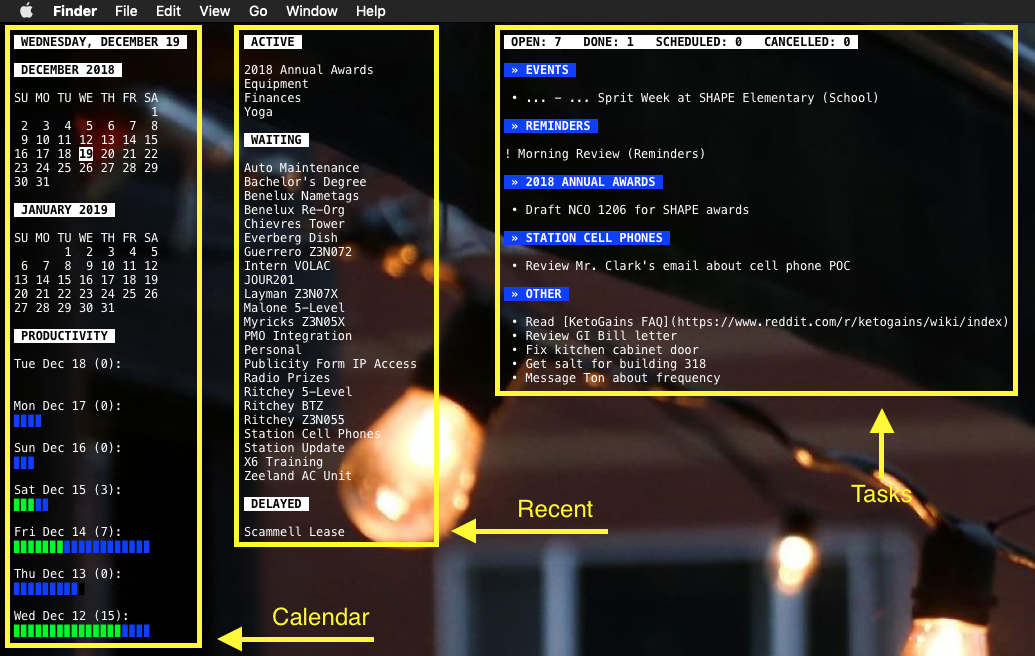 Finder File Edit View Go Window Help
WEDNESDAY, DECEMBER 19
DECEMBER 2018
SU MO TU WE TH FR SA
1
2 3 4 5 6 7 8
9 10 11 12 13 14 15
16 17 18 19 20 21 22
23 24 25 26 27 28 29
30 31
JANUARY 2019
SU MO TU WE TH FR SA
1 2 3 4 5
6 7 8 9 10 11 12
13 14 15 16 17 18 19
20 21 22 23 24 25 26
27 28 29 30 31
PRODUCTIVITY
Tue Dec 18 (0):
Mon Dec 17 (0):
Sun Dec 16 (0):
Sat Dec 15 (3):
Fri Dec 14 (7):
Thu Dec 13 (0):
Wed Dec 12 (15):
Calendar
ACTIVE
2018 Annual Awards
Equipment
Finances
Yoga
WAITING
Auto Maintenance
Bachelor's Degree
Benelux Nametags
Benelux Re-Org
Chievres Tower
Everberg Dish
Guerrero Z3N072
Intern VOLAC
JOUR201
Layman Z3N07X
Malone 5-Level
Myricks Z3N05X
PMO Integration
Personal
Publicity Form IP Access
Radio Prizes
Ritchey 5-Level
Ritchey BTZ
Ritchey Z3N055
Station Cell Phones
Station Update
X6 Training
Zeeland AC Unit
DELAYED
Scammell Lease
Recent
OPEN: 7 DONE: 1 SCHEDULED: 0 CANCELLED: 0
» EVENTS
• ... - ... Sprit Week at SHAPE Elementary (School)
» REMINDERS
! Morning Review (Reminders)
» 2018 ANNUAL AWARDS
• Draft NCO 1206 for SHAPE awards
» STATION CELL PHONES
• Review Mr. Clark's email about cell phone POC
» OTHER
• Read [KetoGains FAQ](https://www.reddit.com/r/ketogains/wiki/index)
• Review GI Bill letter
• Fix kitchen cabinet door
• Get salt for building 318
• Message Ton about frequency
Tasks